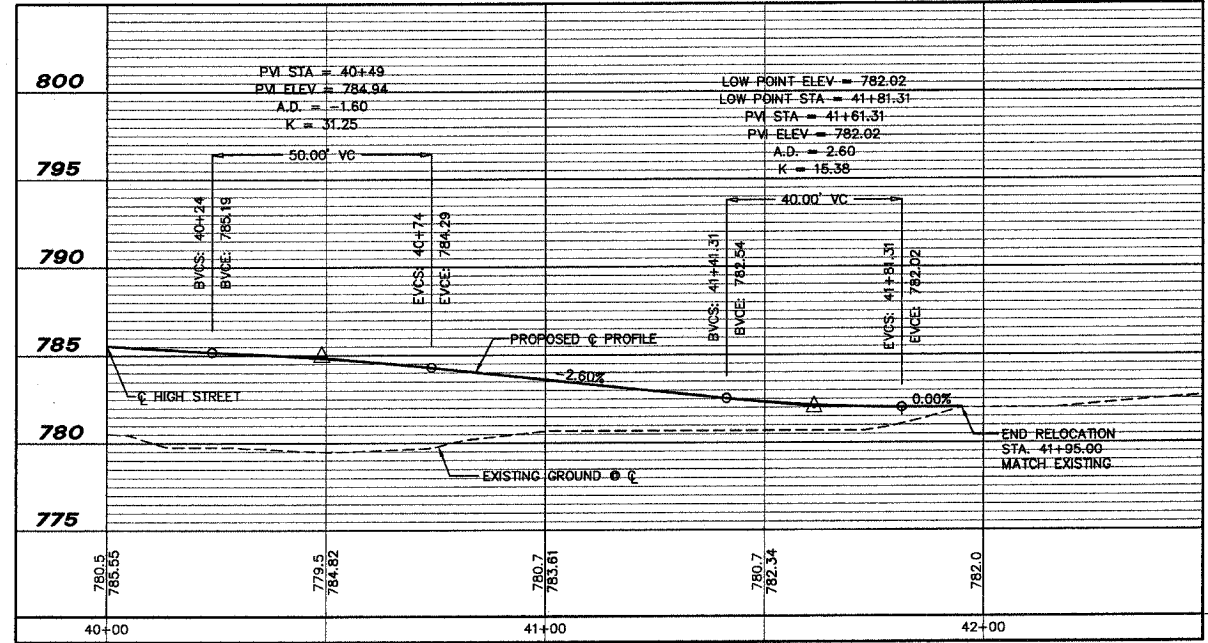 800
795
790
785
780
775
PVI STA = 40+49
PVI ELEV = 784.94
A.D. = -1.60
K = 31.25
50.00' VC
BVCS: 40+24
BVCE: 785.19
EVCS: 40+74
EVCE: 784.29
LOW POINT ELEV = 782.02
LOW POINT STA = 41+81.31
PVI STA = 41+61.31
PVI ELEV = 782.02
A.D. = 2.60
K = 15.38
40.00' VC
BVCS: 41+41.31
BVCE: 782.54
EVCS: 41+81.31
EVCE: 782.02
PROPOSED ℄ PROFILE
-2.60%
0.00%
℄ HIGH STREET
EXISTING GROUND @ ℄
END RELOCATION
STA. 41+95.00
MATCH EXISTING
780.5
785.55
779.5
784.82
780.7
783.61
780.7
782.34
782.0
40+00
41+00
42+00